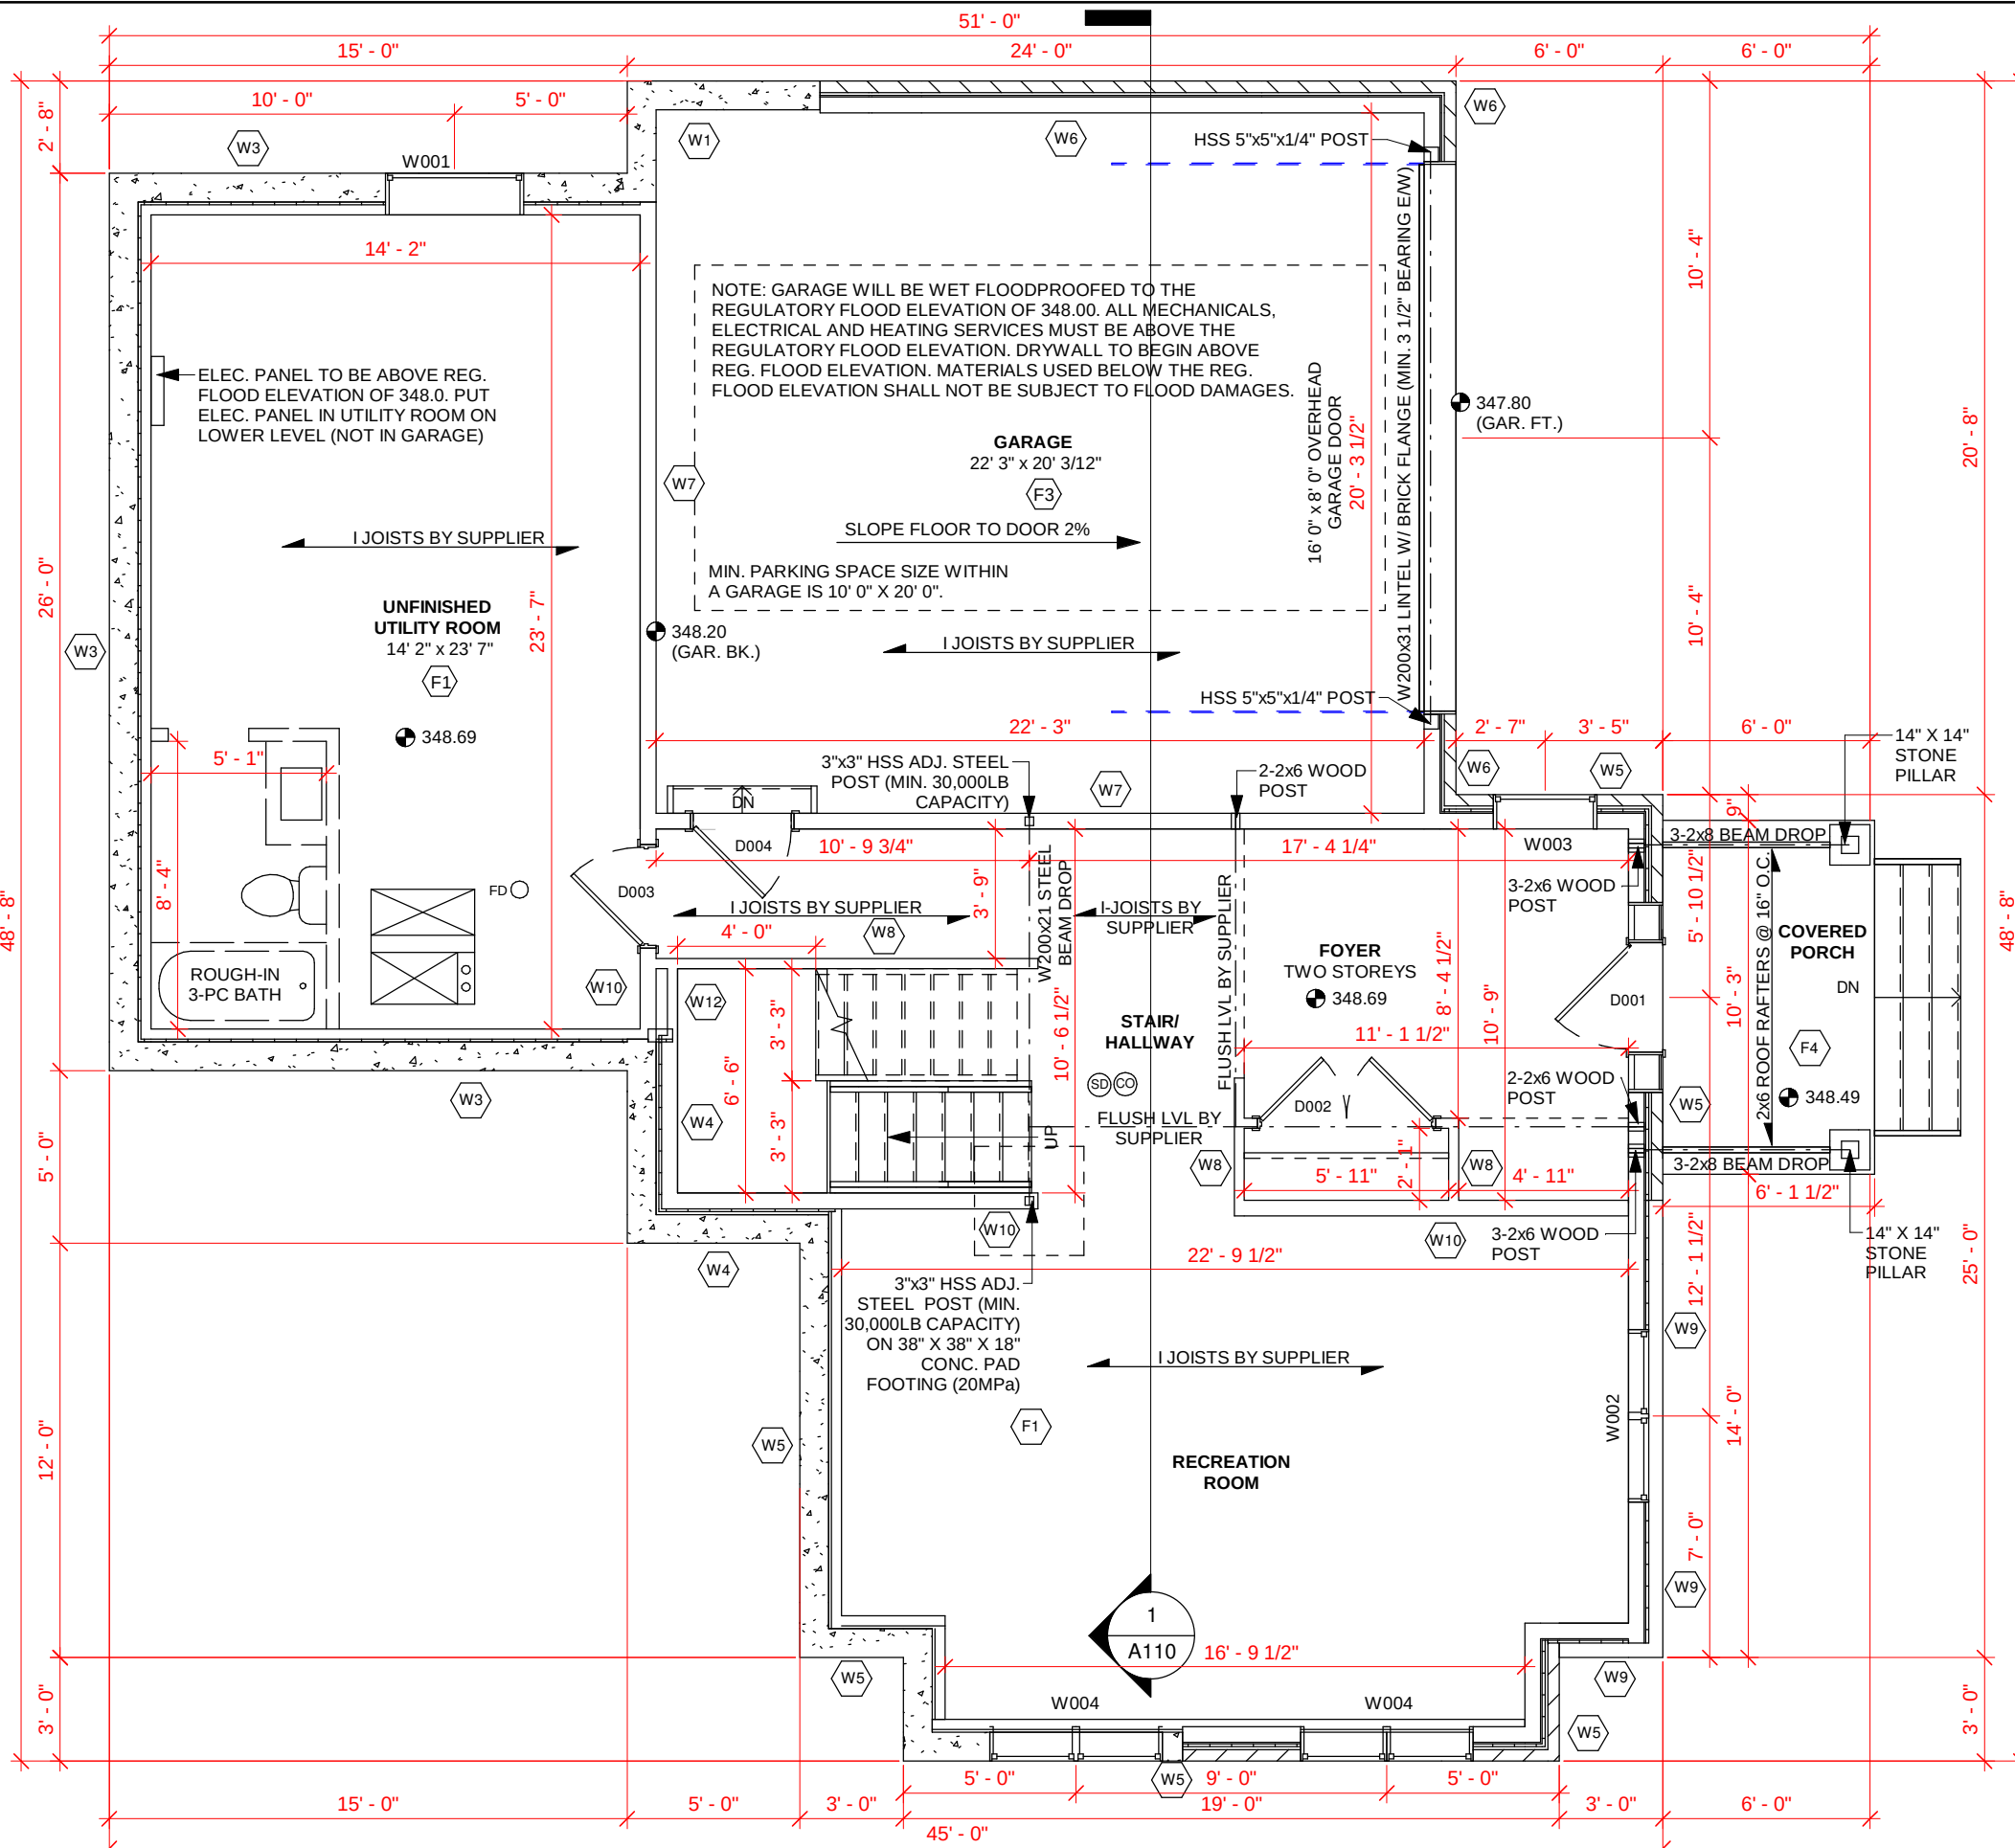 51' - 0"
15' - 0"
24' - 0"
6' - 0"
6' - 0"
10' - 0"
5' - 0"
2' - 8"
W3
W001
W1
W6
W6
HSS 5"x5"x1/4" POST
14' - 2"
10' - 4"
20' - 8"
NOTE: GARAGE WILL BE WET FLOODPROOFED TO THE
REGULATORY FLOOD ELEVATION OF 348.00. ALL MECHANICALS,
ELECTRICAL AND HEATING SERVICES MUST BE ABOVE THE
REGULATORY FLOOD ELEVATION. DRYWALL TO BEGIN ABOVE
REG. FLOOD ELEVATION. MATERIALS USED BELOW THE REG.
FLOOD ELEVATION SHALL NOT BE SUBJECT TO FLOOD DAMAGES.
ELEC. PANEL TO BE ABOVE REG.
FLOOD ELEVATION OF 348.0. PUT
ELEC. PANEL IN UTILITY ROOM ON
LOWER LEVEL (NOT IN GARAGE)
GARAGE
22' 3" x 20' 3/12"
F3
W7
16' 0" x 8' 0" OVERHEAD
GARAGE DOOR
20' - 3 1/2"
W200x31 LINTEL W/ BRICK FLANGE (MIN. 3 1/2" BEARING E/W)
347.80
(GAR. FT.)
SLOPE FLOOR TO DOOR 2%
MIN. PARKING SPACE SIZE WITHIN
A GARAGE IS 10' 0" X 20' 0".
I JOISTS BY SUPPLIER
26' - 0"
23' - 7"
10' - 4"
UNFINISHED
UTILITY ROOM
14' 2" x 23' 7"
F1
W3
348.20
(GAR. BK.)
I JOISTS BY SUPPLIER
HSS 5"x5"x1/4" POST
348.69
22' - 3"
2' - 7"
3' - 5"
6' - 0"
14" X 14"
STONE
PILLAR
5' - 1"
3"x3" HSS ADJ. STEEL
POST (MIN. 30,000LB
CAPACITY)
W7
2-2x6 WOOD
POST
W6
W5
DN
9"
3-2x8 BEAM DROP
D004
10' - 9 3/4"
17' - 4 1/4"
W003
48' - 8"
8' - 4"
FD
D003
3' - 9"
W200x21 STEEL
BEAM DROP
3-2x6 WOOD
POST
5' - 10 1/2"
48' - 8"
I JOISTS BY SUPPLIER
I-JOISTS BY
SUPPLIER
4' - 0"
W8
FLUSH LVL BY SUPPLIER
FOYER
TWO STOREYS
348.69
8' - 4 1/2"
10' - 9"
COVERED
PORCH
DN
10' - 3"
2x6 ROOF RAFTERS @ 16" O.C.
ROUGH-IN
3-PC BATH
W10
W12
3' - 3"
10' - 6 1/2"
STAIR/
HALLWAY
D001
11' - 1 1/2"
F4
6' - 6"
SD
CO
2-2x6 WOOD
POST
348.49
W3
W4
D002
W5
FLUSH LVL BY
SUPPLIER
UP
3' - 3"
5' - 0"
W8
2' - 1"
W8
3-2x8 BEAM DROP
5' - 11"
4' - 11"
6' - 1 1/2"
W10
W10
3-2x6 WOOD
POST
14" X 14"
STONE
PILLAR
W4
22' - 9 1/2"
12' - 1 1/2"
25' - 0"
3"x3" HSS ADJ.
STEEL POST (MIN.
30,000LB CAPACITY)
ON 38" X 38" X 18"
CONC. PAD
FOOTING (20MPa)
W9
I JOISTS BY SUPPLIER
W002
F1
W5
12' - 0"
14' - 0"
RECREATION
ROOM
7' - 0"
W9
1
A110
16' - 9 1/2"
W5
W9
W004
W004
3' - 0"
W5
3' - 0"
5' - 0"
W5
9' - 0"
5' - 0"
15' - 0"
5' - 0"
3' - 0"
19' - 0"
3' - 0"
6' - 0"
45' - 0"